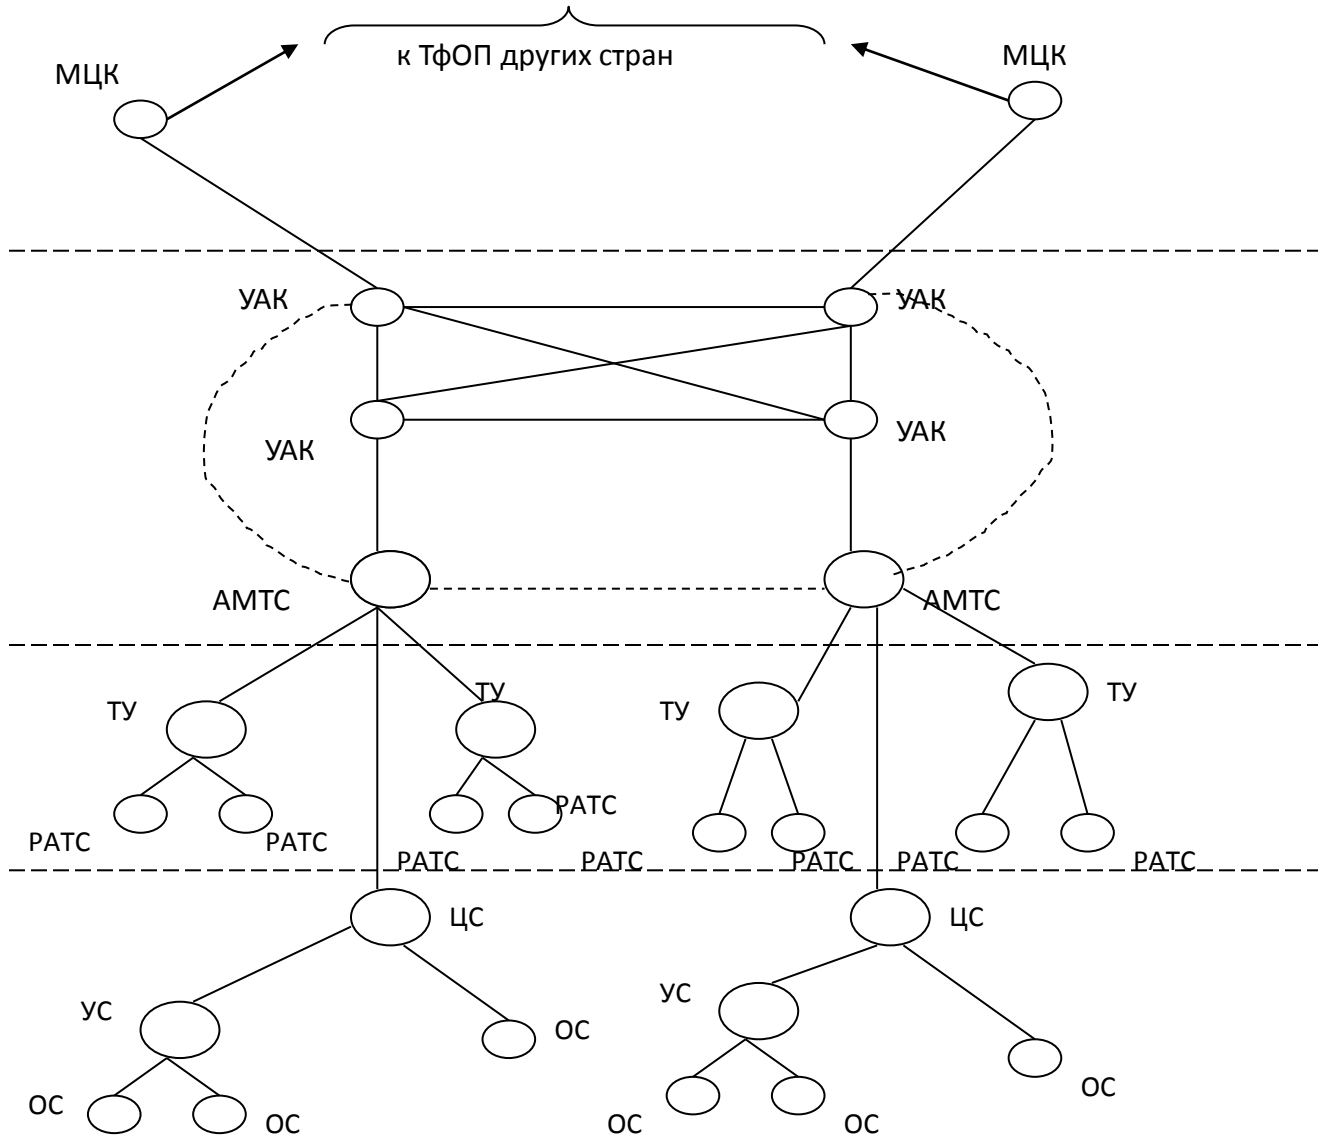 к ТфОП других стран
МЦК
МЦК
УАК
УАК
УАК
УАК
АМТС
АМТС
ТУ
ТУ
ТУ
ТУ
РАТС
РАТС
РАТС
РАТС
РАТС
РАТС
РАТС
РАТС
ЦС
ЦС
УС
УС
ОС
ОС
ОС
ОС
ОС
ОС